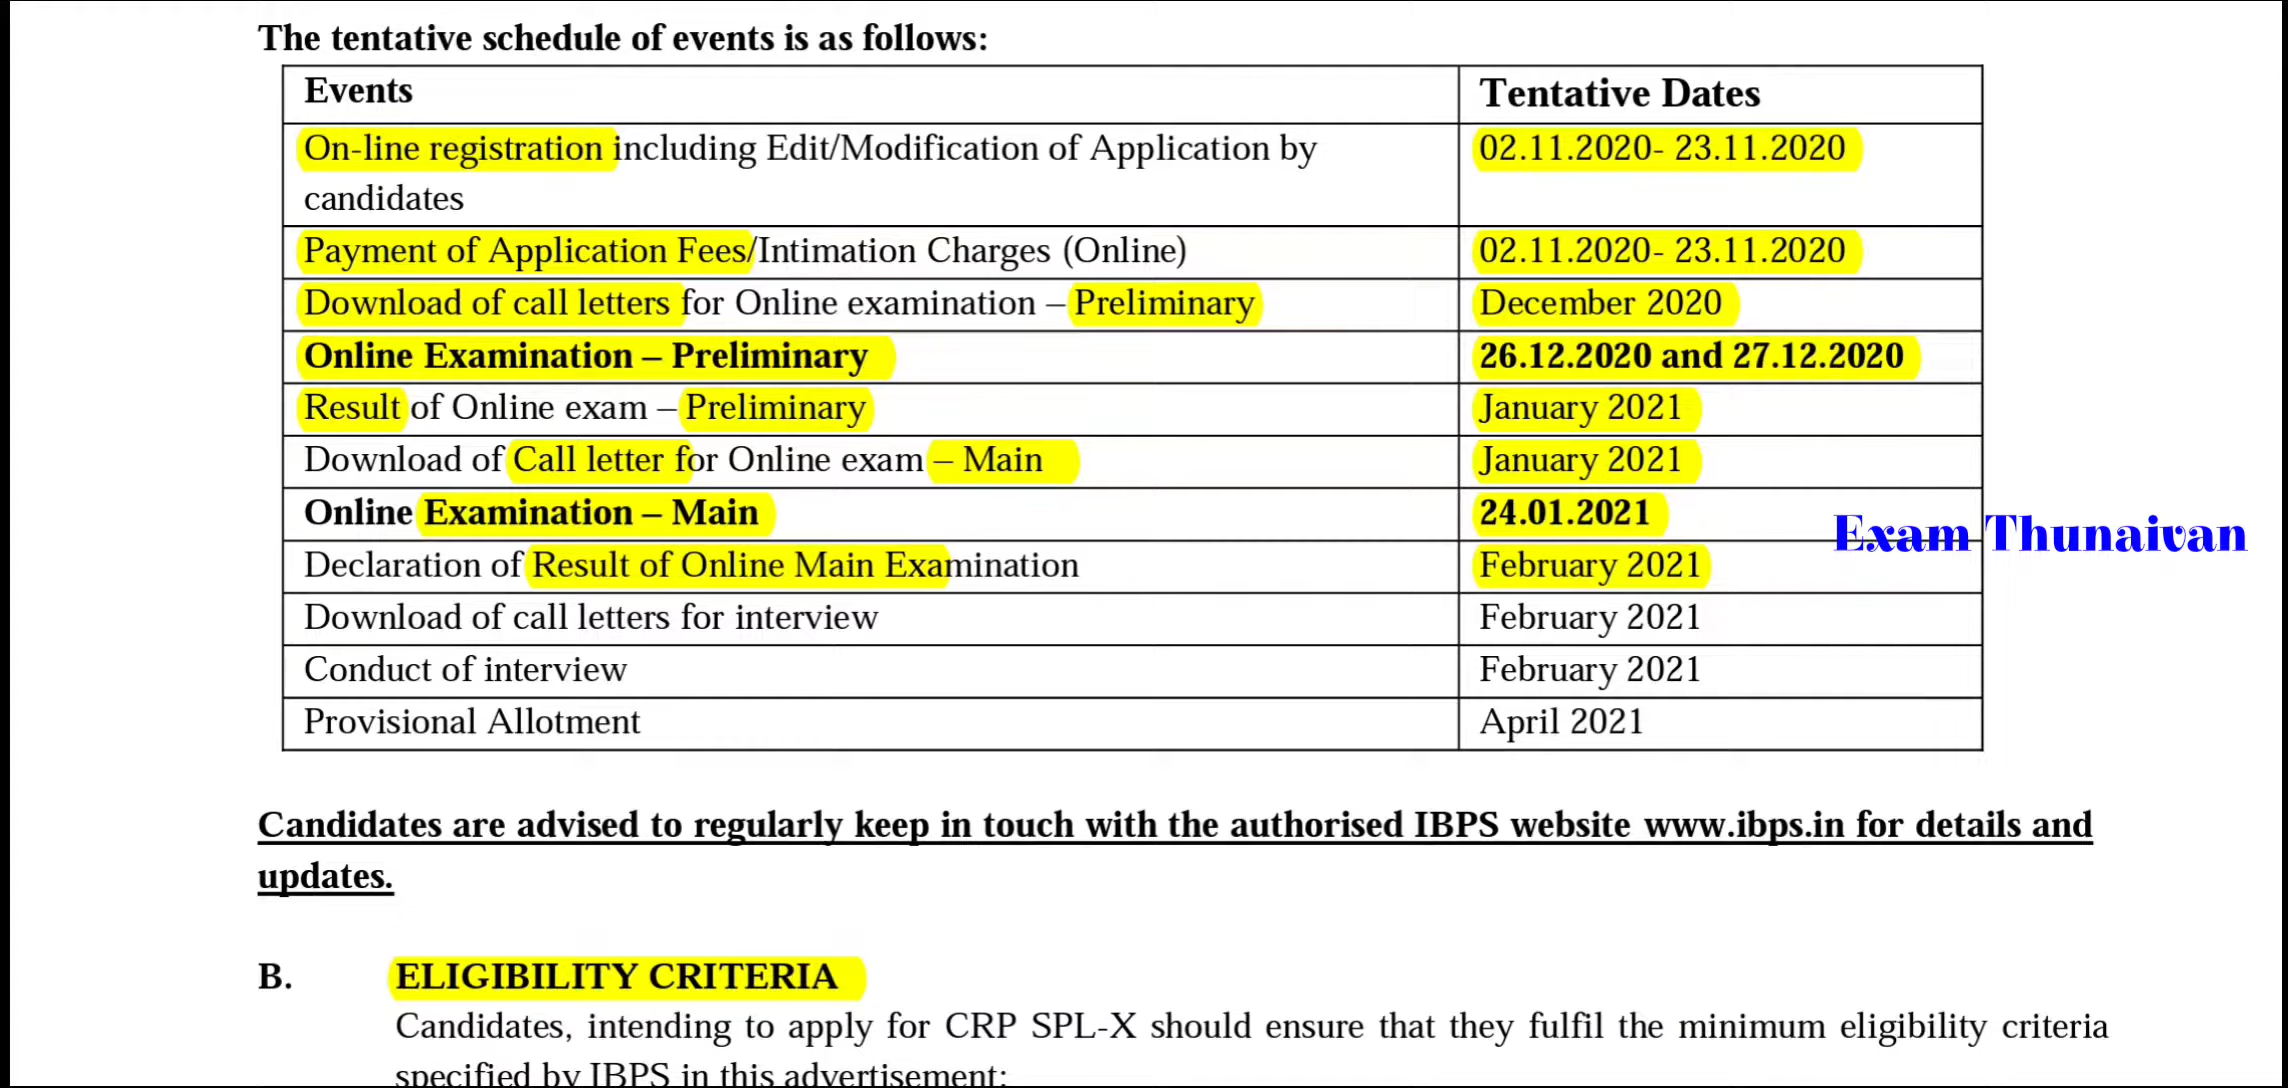 The tentative schedule of events is as follows:
Events Tentative Dates
On-line registration including Edit/Modification of Application by 02.11.2020- 23.11.2020
candidates
Payment of Application Fees/Intimation Charges (Online) 02.11.2020- 23.11.2020
Download of call letters for Online examination – Preliminary December 2020
Online Examination – Preliminary 26.12.2020 and 27.12.2020
Result of Online exam – Preliminary January 2021
Download of Call letter for Online exam – Main January 2021
Online Examination – Main 24.01.2021
Exam Thunaivan
Declaration of Result of Online Main Examination February 2021
Download of call letters for interview February 2021
Conduct of interview February 2021
Provisional Allotment April 2021
Candidates are advised to regularly keep in touch with the authorised IBPS website www.ibps.in for details and
updates.
B. ELIGIBILITY CRITERIA
Candidates, intending to apply for CRP SPL-X should ensure that they fulfil the minimum eligibility criteria
specified by IBPS in this advertisement: